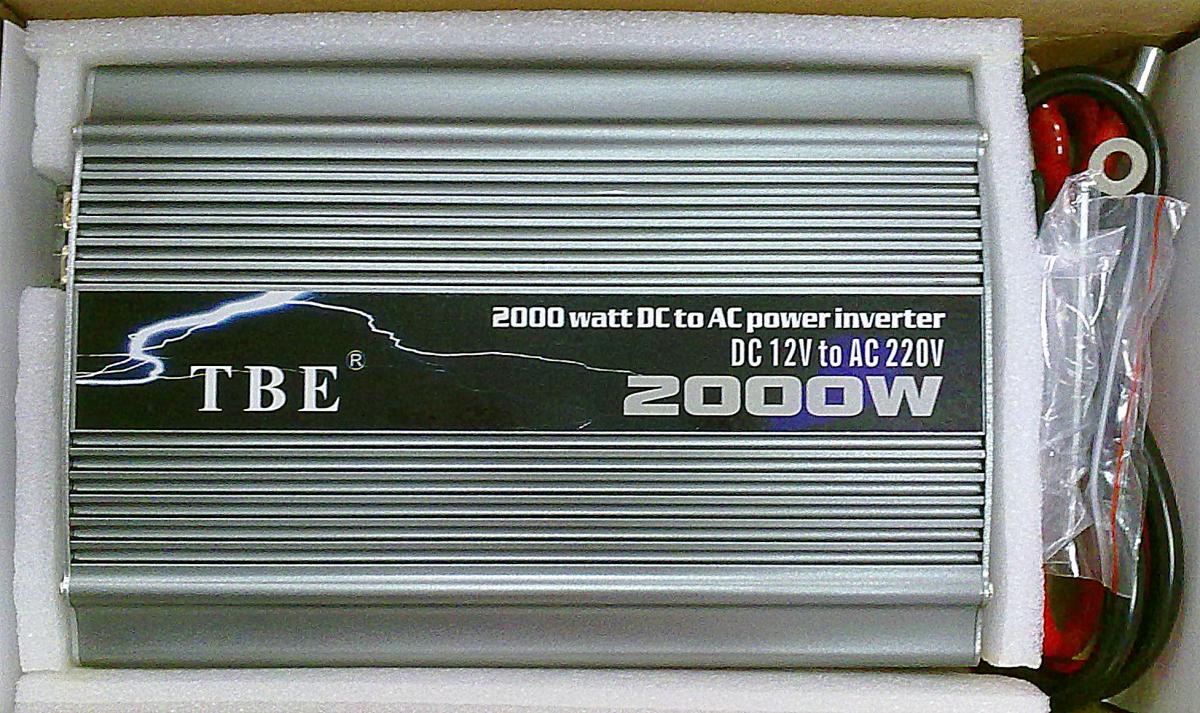 2000 watt DC to AC power inverter
DC 12V to AC 220V
TBE®
2000W